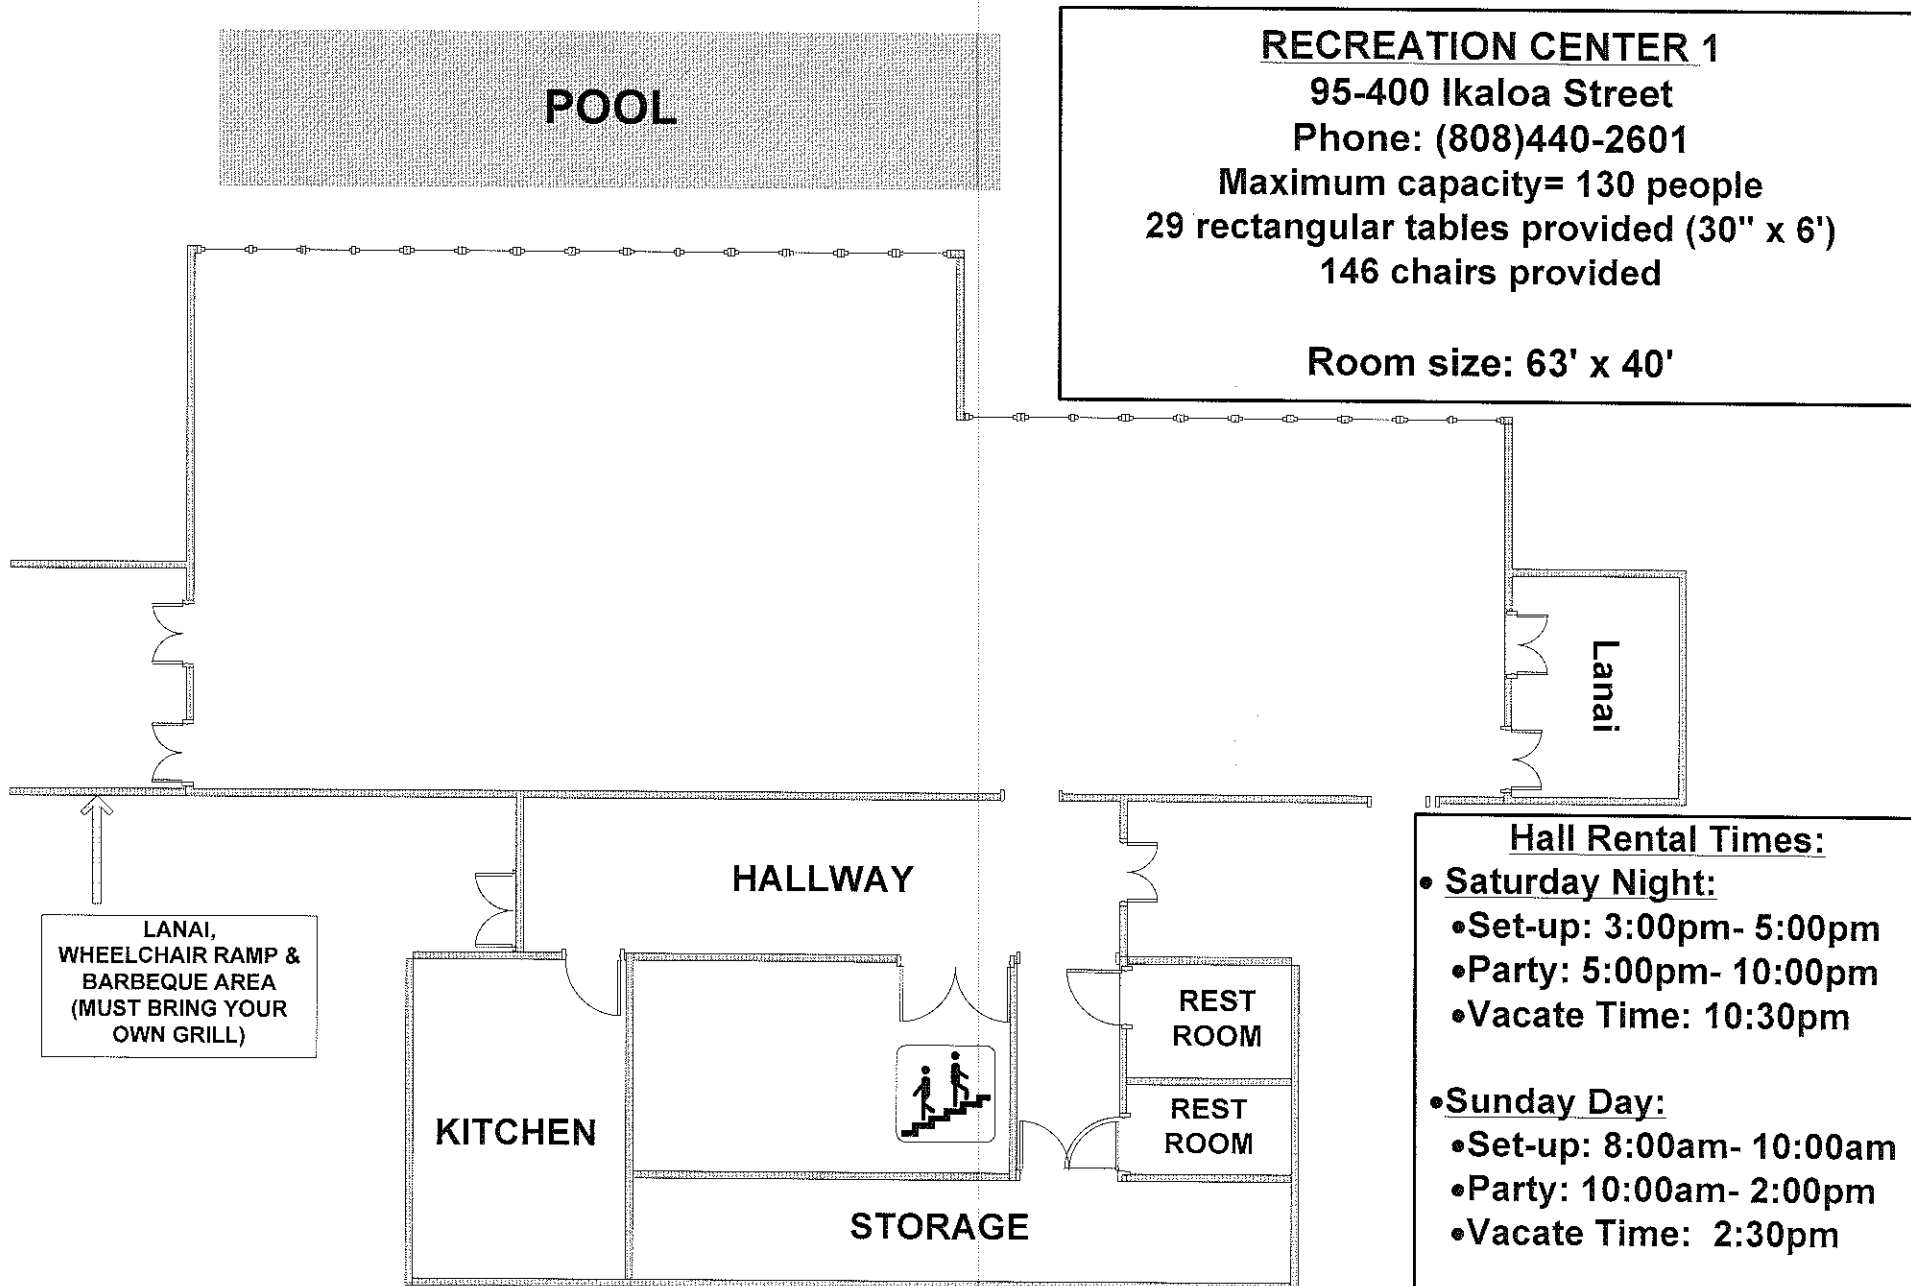 POOL
RECREATION CENTER 1
95-400 Ikaloa Street
Phone: (808)440-2601
Maximum capacity= 130 people
29 rectangular tables provided (30" x 6')
146 chairs provided
Room size: 63' x 40'
Lanai
HALLWAY
LANAI,
WHEELCHAIR RAMP &
BARBEQUE AREA
(MUST BRING YOUR
OWN GRILL)
KITCHEN
REST
ROOM
REST
ROOM
STORAGE
Hall Rental Times:
• Saturday Night:
•Set-up: 3:00pm- 5:00pm
•Party: 5:00pm- 10:00pm
•Vacate Time: 10:30pm
•Sunday Day:
•Set-up: 8:00am- 10:00am
•Party: 10:00am- 2:00pm
•Vacate Time: 2:30pm